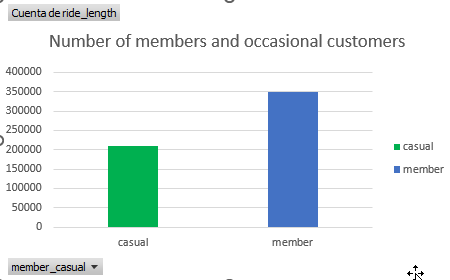 Cuenta de ride_length
Number of members and occasional customers
400000
350000
300000
250000
200000
150000
100000
50000
0
casual
member
casual
member
member_casual